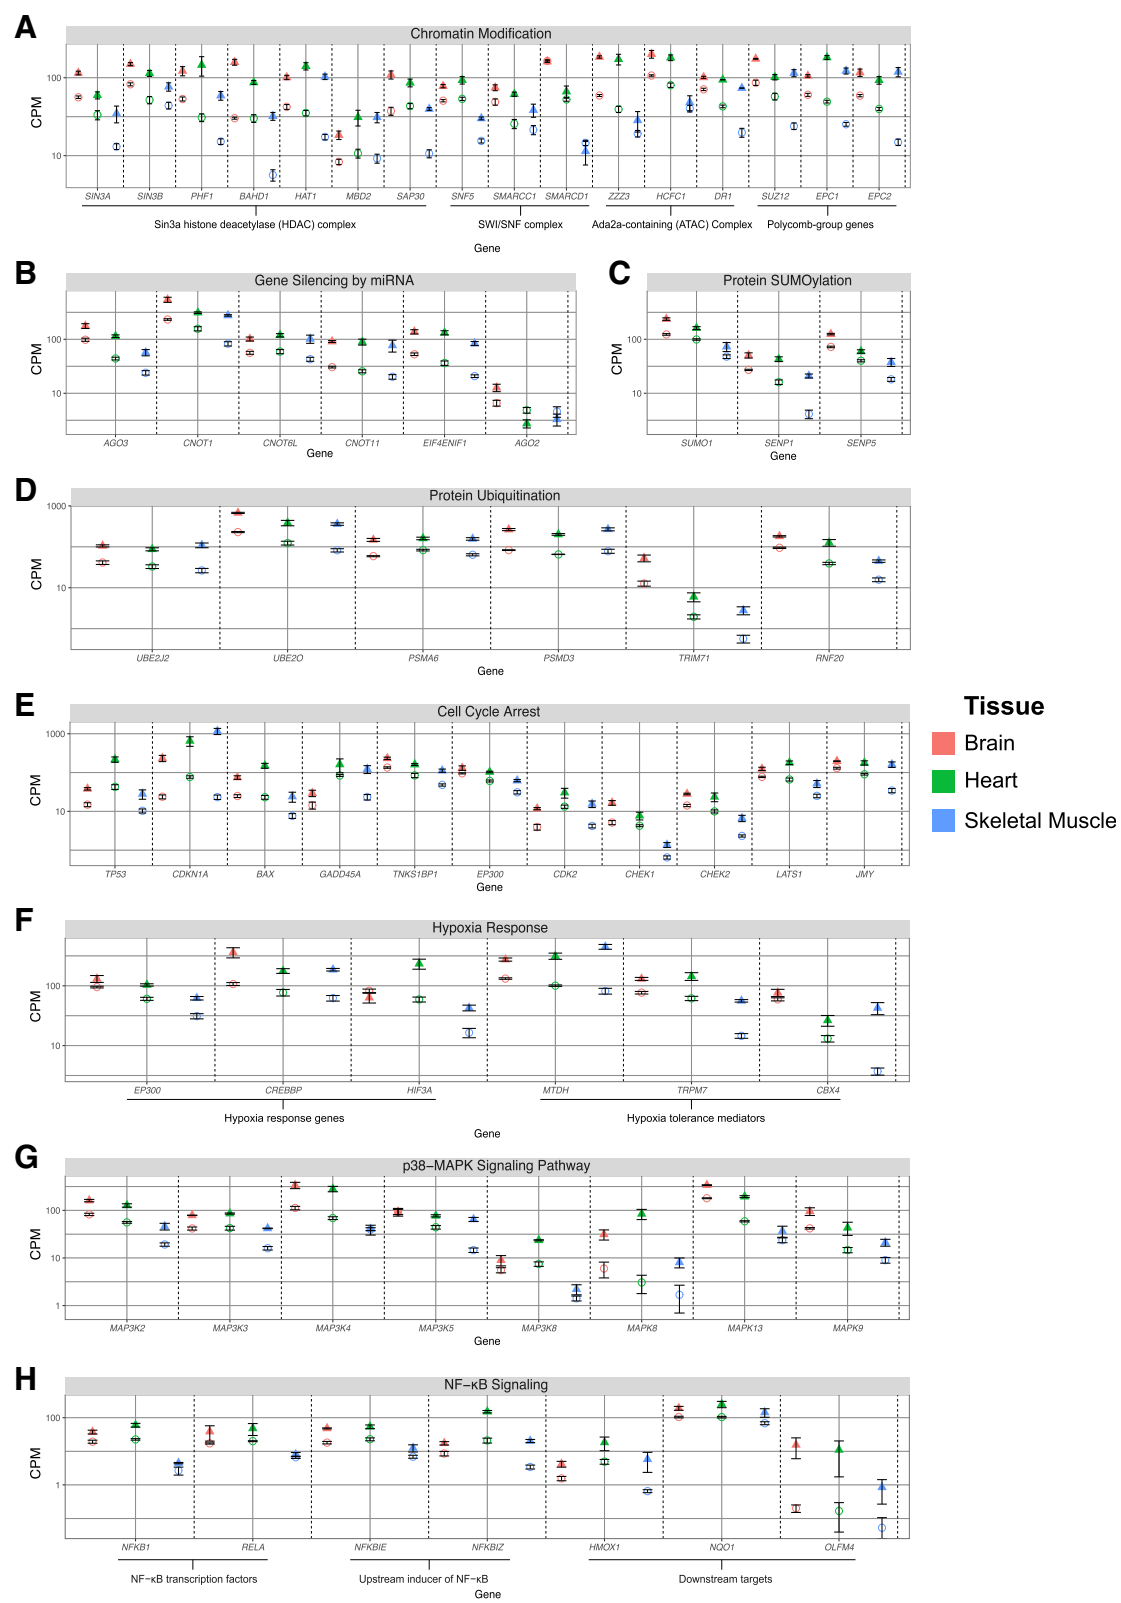 A
Chromatin Modification
CPM
100
10
SIN3A SIN3B PHF1 BAHD1 HAT1 MBD2 SAP30 SNF5 SMARCC1 SMARCD1 ZZZ3 HCFC1 DR1 SUZ12 EPC1 EPC2
Sin3a histone deacetylase (HDAC) complex SWI/SNF complex Ada2a-containing (ATAC) Complex Polycomb-group genes
Gene
B
Gene Silencing by miRNA
CPM
100
10
AGO3 CNOT1 CNOT6L CNOT11 EIF4ENIF1 AGO2
Gene
C
Protein SUMOylation
CPM
100
10
SUMO1 SENP1 SENP5
Gene
D
Protein Ubiquitination
CPM
1000
10
UBE2J2 UBE2O PSMA6 PSMD3 TRIM71 RNF20
Gene
E
Cell Cycle Arrest
CPM
1000
10
TP53 CDKN1A BAX GADD45A TNKS1BP1 EP300 CDK2 CHEK1 CHEK2 LATS1 JMY
Gene
Tissue
Brain
Heart
Skeletal Muscle
F
Hypoxia Response
CPM
100
10
EP300 CREBBP HIF3A MTDH TRPM7 CBX4
Hypoxia response genes Hypoxia tolerance mediators
Gene
G
p38−MAPK Signaling Pathway
CPM
100
10
1
MAP3K2 MAP3K3 MAP3K4 MAP3K5 MAP3K8 MAPK8 MAPK13 MAPK9
Gene
H
NF−κB Signaling
CPM
100
1
NFKB1 RELA NFKBIE NFKBIZ HMOX1 NQO1 OLFM4
NF−κB transcription factors Upstream inducer of NF−κB Downstream targets
Gene